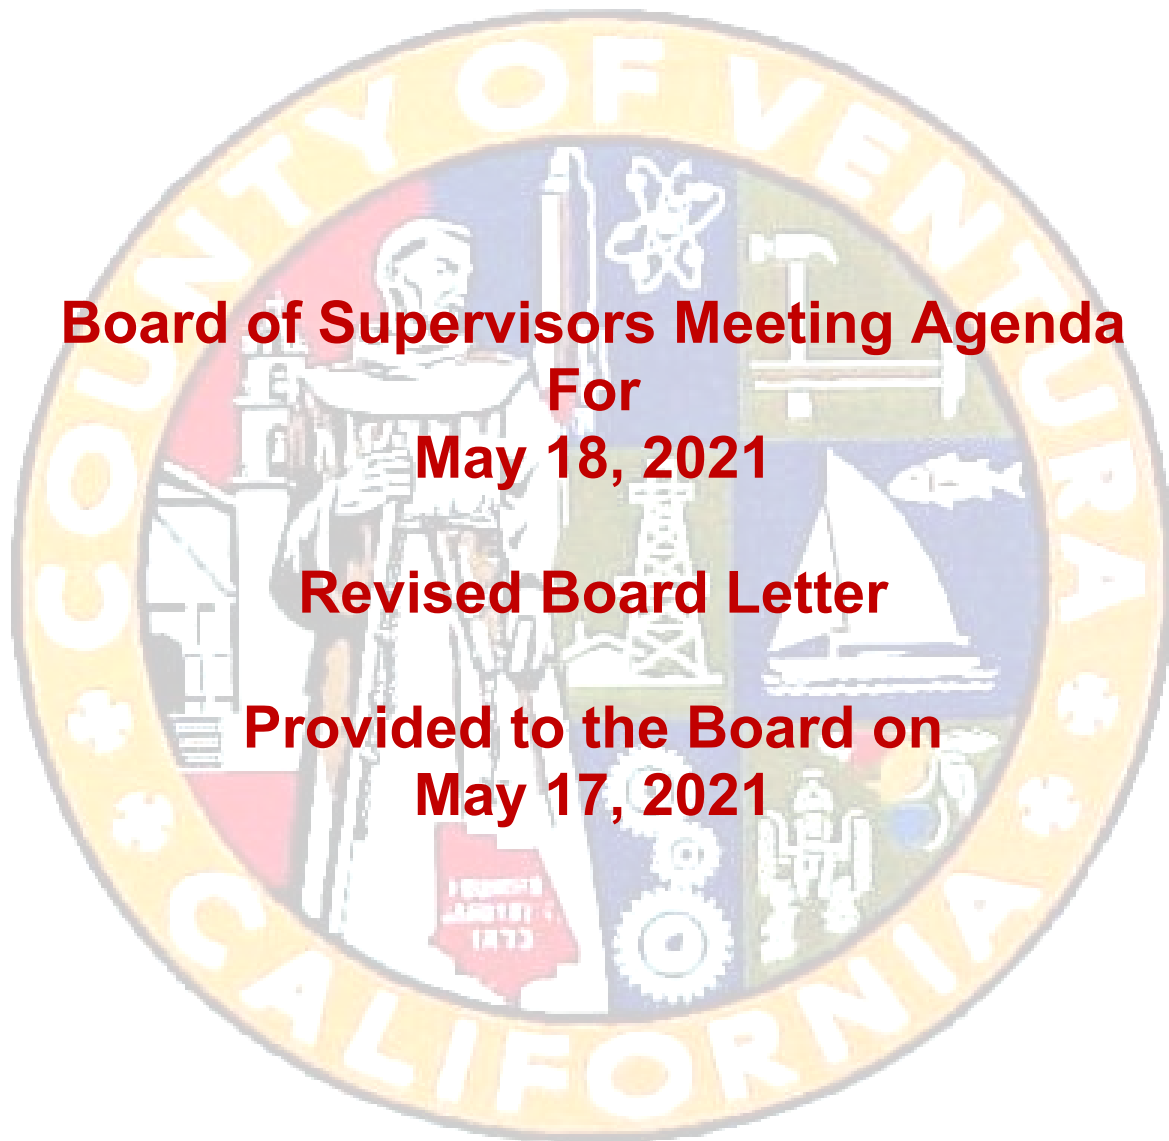 COUNTY OF VENTURA
Board of Supervisors Meeting Agenda
For
May 18, 2021
Revised Board Letter
Provided to the Board on
May 17, 2021
1873
CALIFORNIA